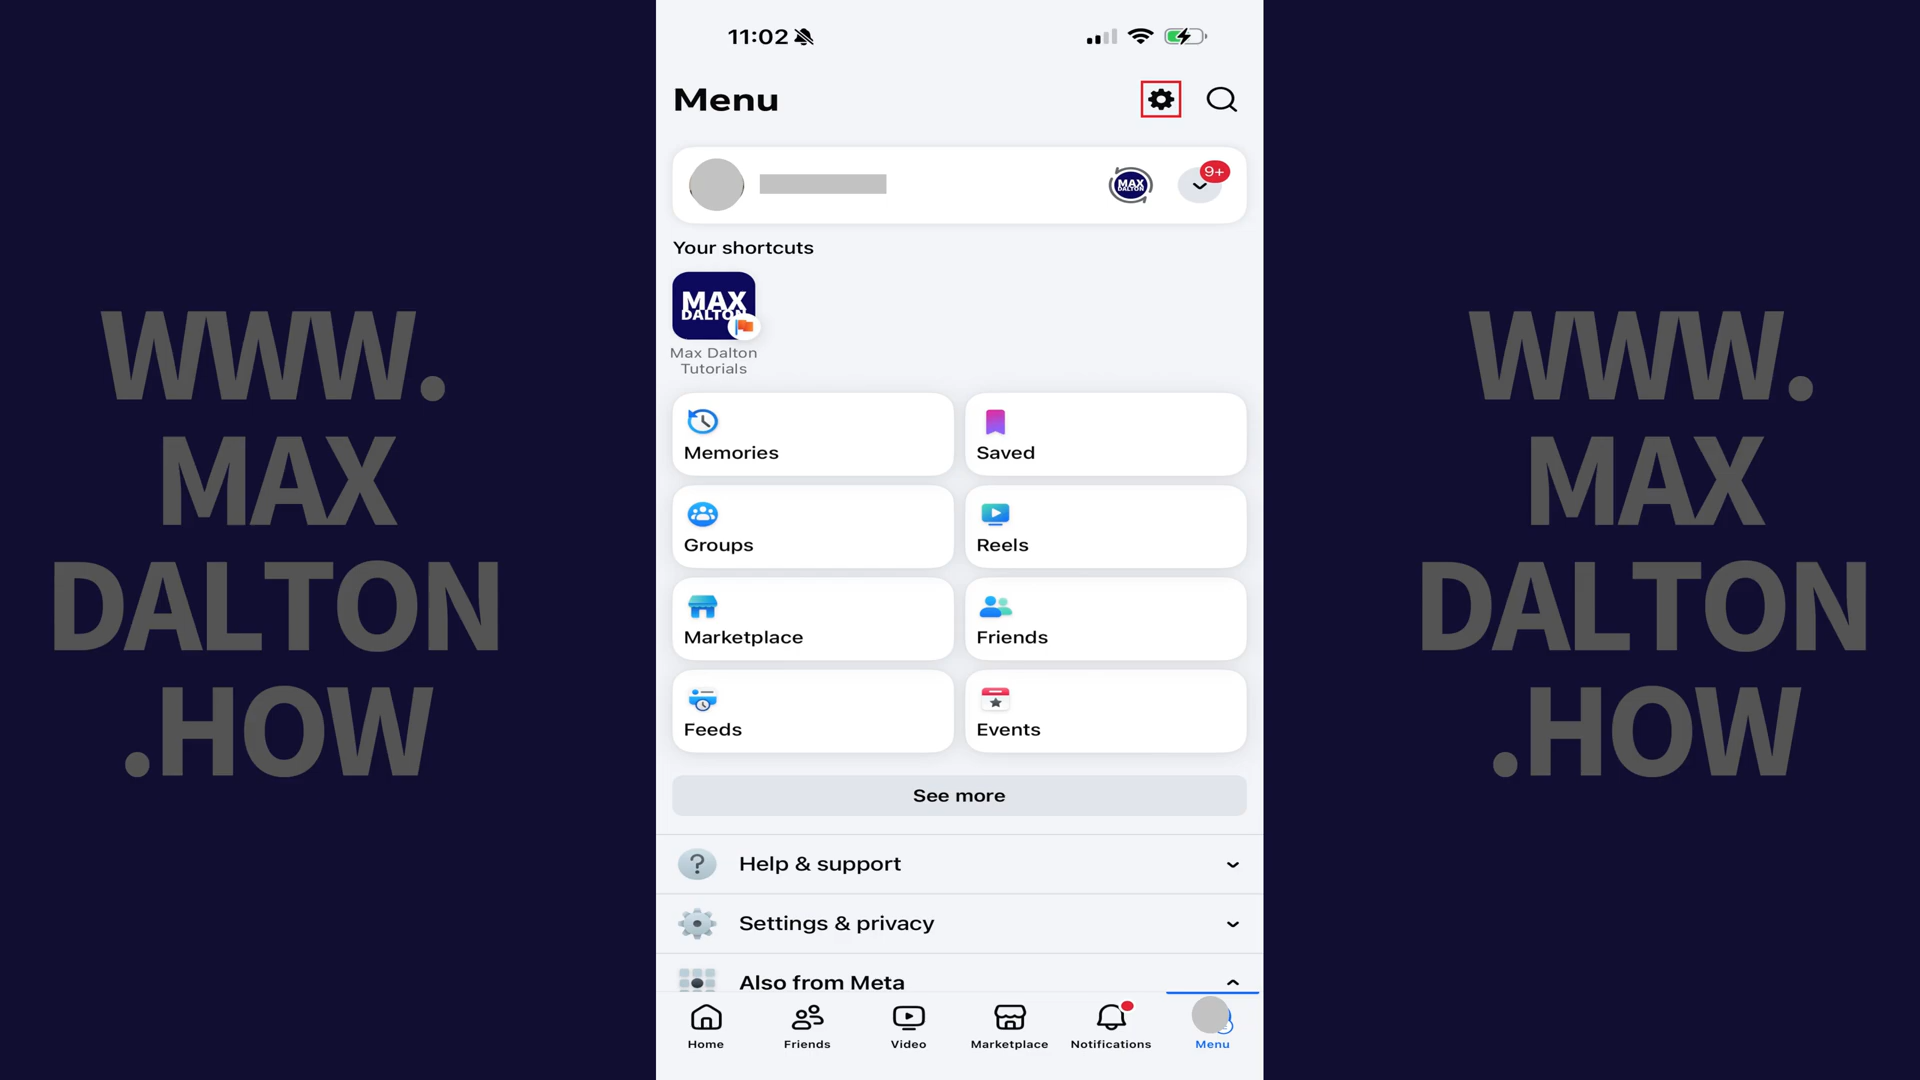 11:02
Menu
MAX
DALTON
9+
Your shortcuts
MAX
DALTON
Max Dalton
Tutorials
Memories
Saved
Groups
Reels
Marketplace
Friends
Feeds
Events
See more
Help & support
Settings & privacy
Also from Meta
Home
Friends
Video
Marketplace
Notifications
Menu
WWW.
MAX
DALTON
.HOW
WWW.
MAX
DALTON
.HOW